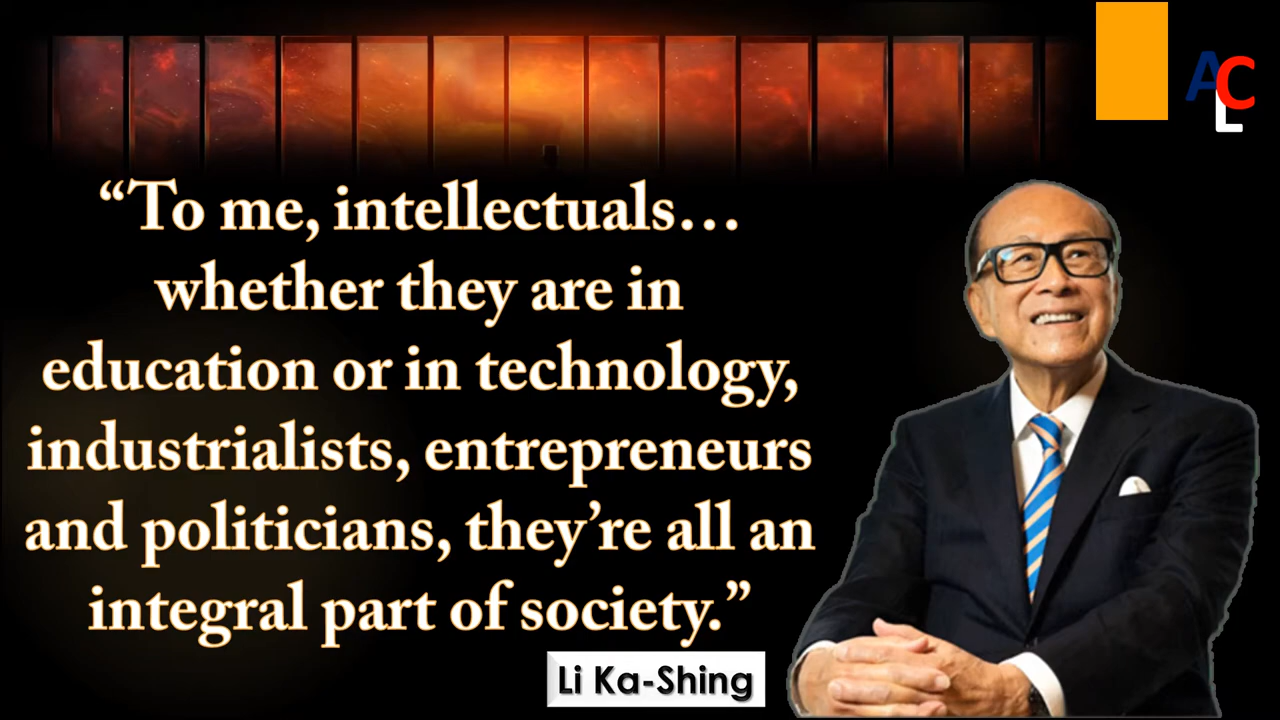 ACL
“To me, intellectuals…
whether they are in
education or in technology,
industrialists, entrepreneurs
and politicians, they’re all an
integral part of society.”
Li Ka-Shing